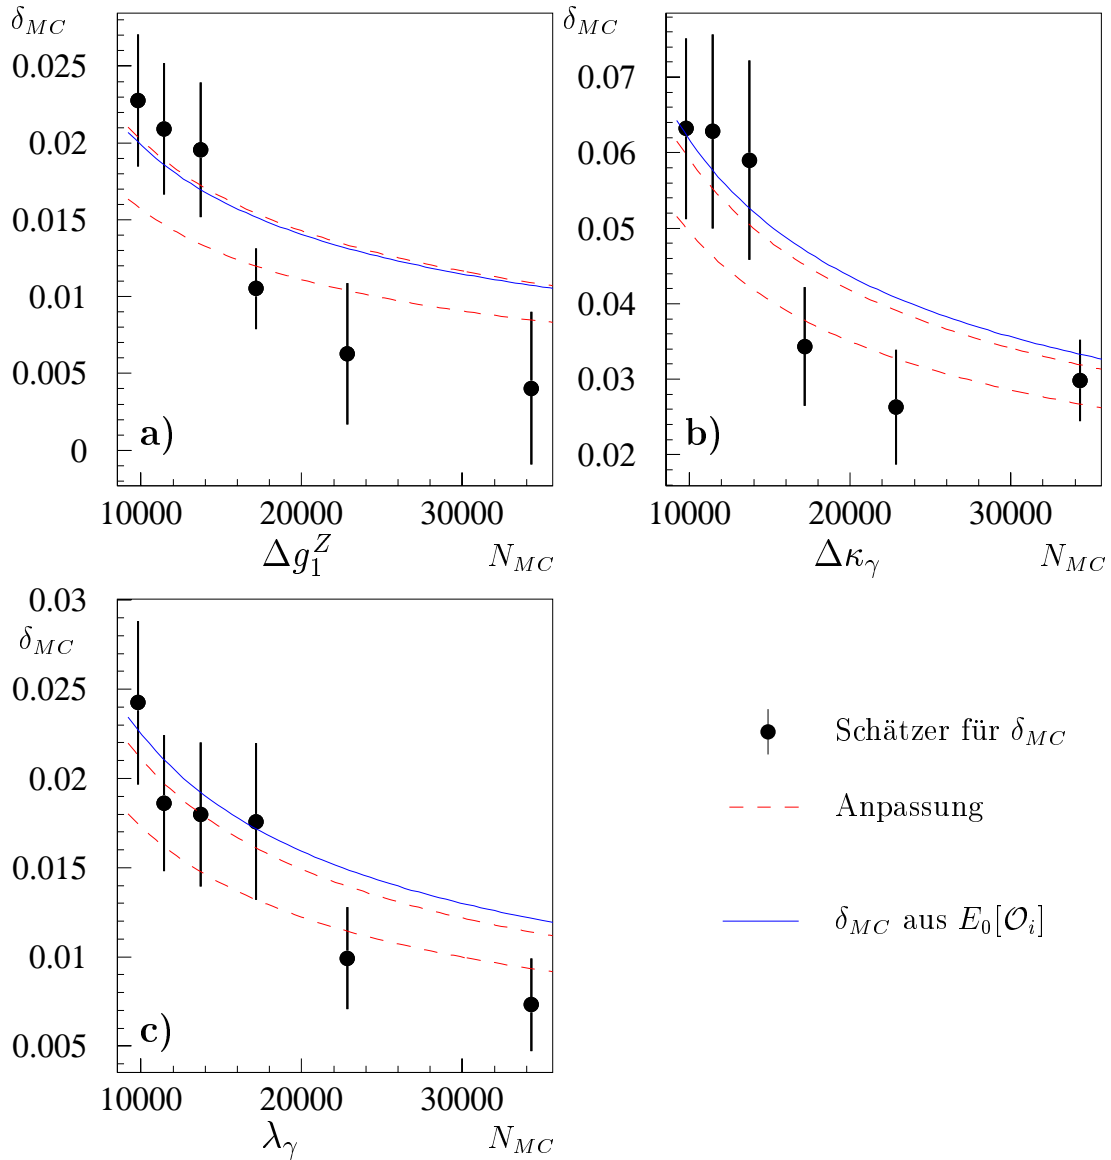 δ_MC
0.025
0.02
0.015
0.01
0.005
0
a)
10000 20000 30000
Δg_1^Z N_MC
δ_MC
0.07
0.06
0.05
0.04
0.03
0.02
b)
10000 20000 30000
Δκ_γ N_MC
0.03
δ_MC
0.025
0.02
0.015
0.01
0.005
c)
10000 20000 30000
λ_γ N_MC
Schätzer für δ_MC
Anpassung
δ_MC aus E_0[𝒪_i]